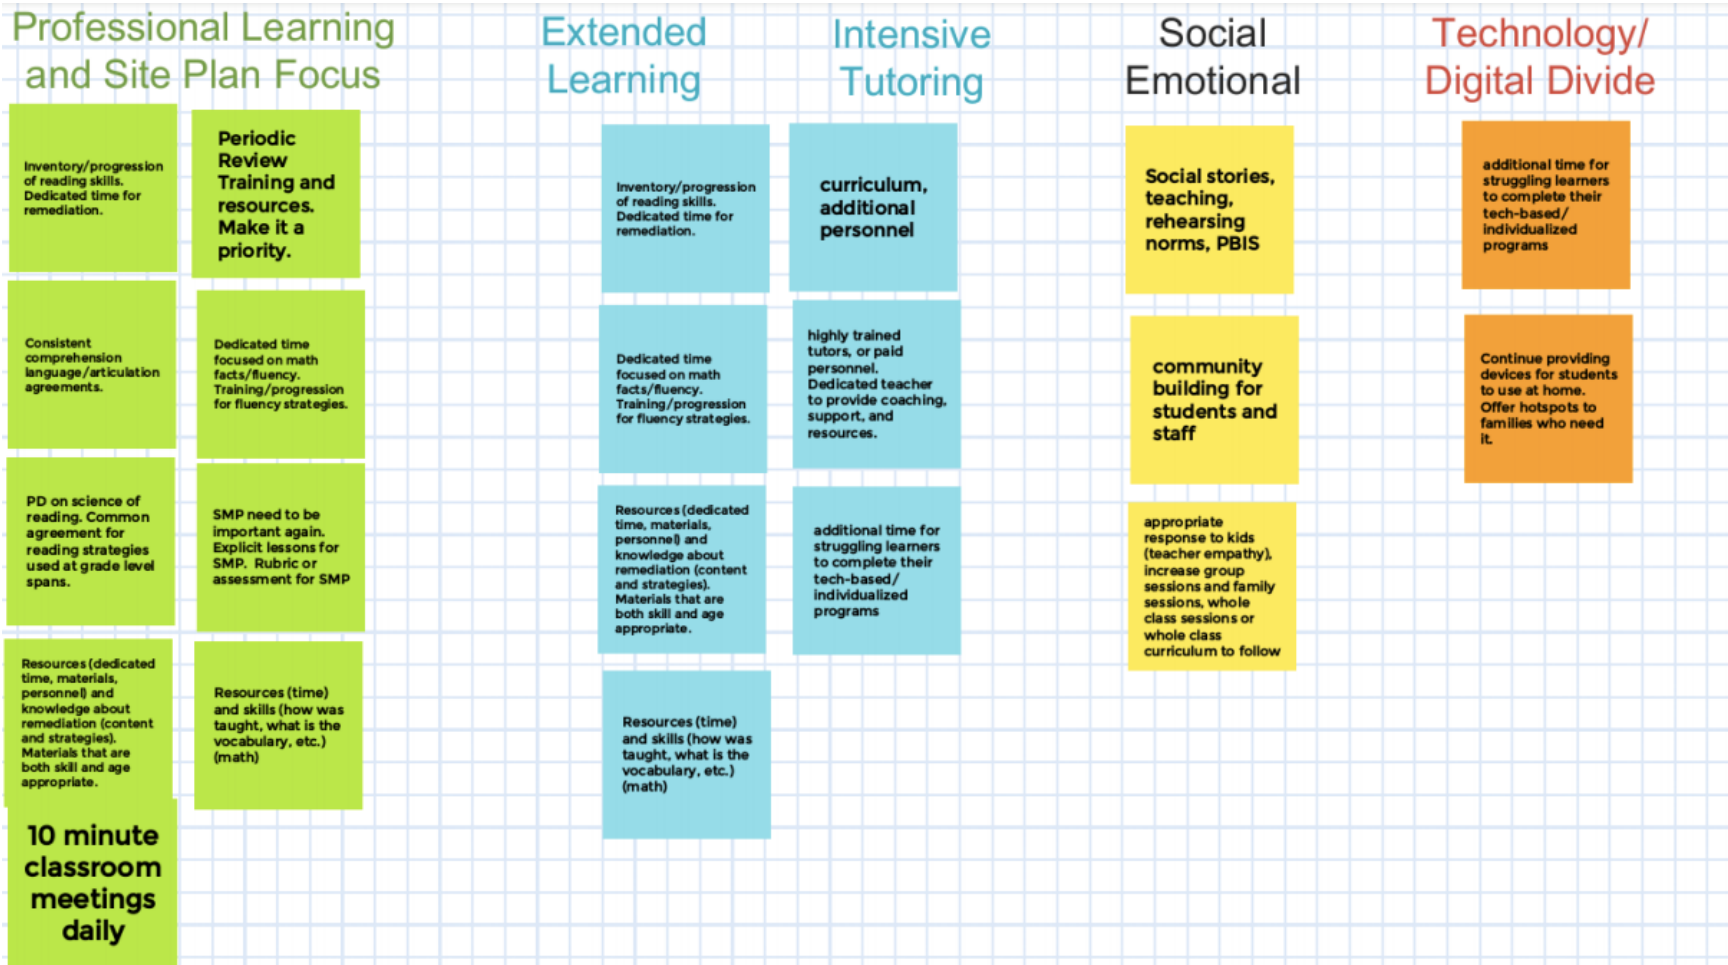 Professional Learning
and Site Plan Focus
Inventory/progression
of reading skills.
Dedicated time for
remediation.
Periodic
Review
Training and
resources.
Make it a
priority.
Consistent
comprehension
language/articulation
agreements.
Dedicated time
focused on math
facts/fluency.
Training/progression
for fluency strategies.
PD on science of
reading. Common
agreement for
reading strategies
used at grade level
spans.
SMP need to be
important again.
Explicit lessons for
SMP. Rubric or
assessment for SMP
Resources (dedicated
time, materials,
personnel) and
knowledge about
remediation (content
and strategies).
Materials that are
both skill and age
appropriate.
Resources (time)
and skills (how was
taught, what is the
vocabulary, etc.)
(math)
10 minute
classroom
meetings
daily
Extended
Learning
Inventory/progression
of reading skills.
Dedicated time for
remediation.
Dedicated time
focused on math
facts/fluency.
Training/progression
for fluency strategies.
Resources (dedicated
time, materials,
personnel) and
knowledge about
remediation (content
and strategies).
Materials that are
both skill and age
appropriate.
Resources (time)
and skills (how was
taught, what is the
vocabulary, etc.)
(math)
Intensive
Tutoring
curriculum,
additional
personnel
highly trained
tutors, or paid
personnel.
Dedicated teacher
to provide coaching,
support, and
resources.
additional time for
struggling learners
to complete their
tech-based/
individualized
programs
Social
Emotional
Social stories,
teaching,
rehearsing
norms, PBIS
community
building for
students and
staff
appropriate
response to kids
(teacher empathy),
increase group
sessions and family
sessions, whole
class sessions or
whole class
curriculum to follow
Technology/
Digital Divide
additional time for
struggling learners
to complete their
tech-based/
individualized
programs
Continue providing
devices for students
to use at home.
Offer hotspots to
families who need
it.